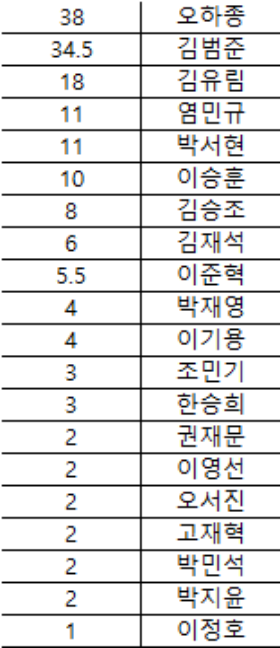 38 오하종
34.5 김범준
18 김유림
11 염민규
11 박서현
10 이승훈
8 김승조
6 김재석
5.5 이준혁
4 박재영
4 이기용
3 조민기
3 한승희
2 권재문
2 이영선
2 오서진
2 고재혁
2 박민석
2 박지윤
1 이정호